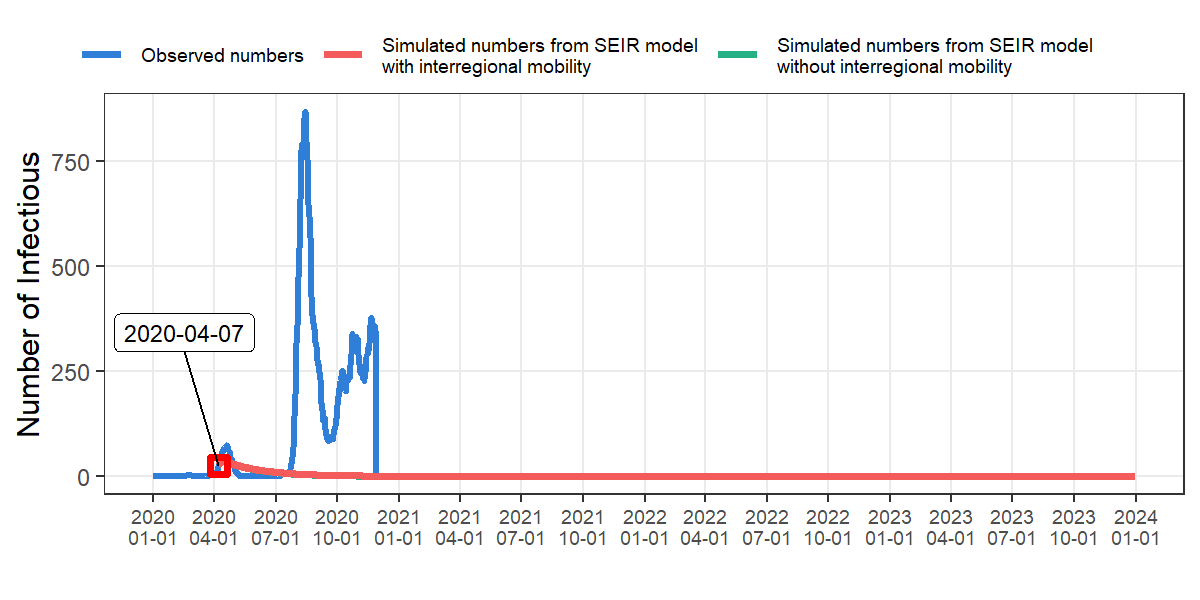 Observed numbers
Simulated numbers from SEIR model
with interregional mobility
Simulated numbers from SEIR model
without interregional mobility
Number of Infectious
750
500
250
0
2020-04-07
2020 2020 2020 2020 2021 2021 2021 2021 2022 2022 2022 2022 2023 2023 2023 2023 2024
01-01 04-01 07-01 10-01 01-01 04-01 07-01 10-01 01-01 04-01 07-01 10-01 01-01 04-01 07-01 10-01 01-01